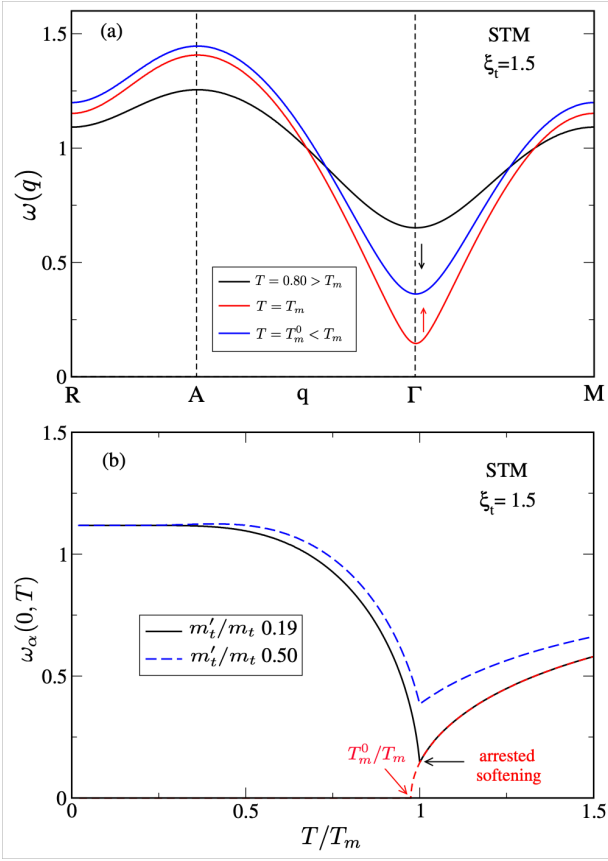 (a)
STM
ξt=1.5
1.5
1
0.5
0
ω(q)
T = 0.80 > Tm
T = Tm
T = T⁰m < Tm
R
A
q
Γ
M
(b)
STM
ξt = 1.5
1.5
1
0.5
0
ωα(0, T)
m′t/mt 0.19
m′t/mt 0.50
T⁰m/Tm
arrested
softening
0
0.5
1
1.5
T/Tm